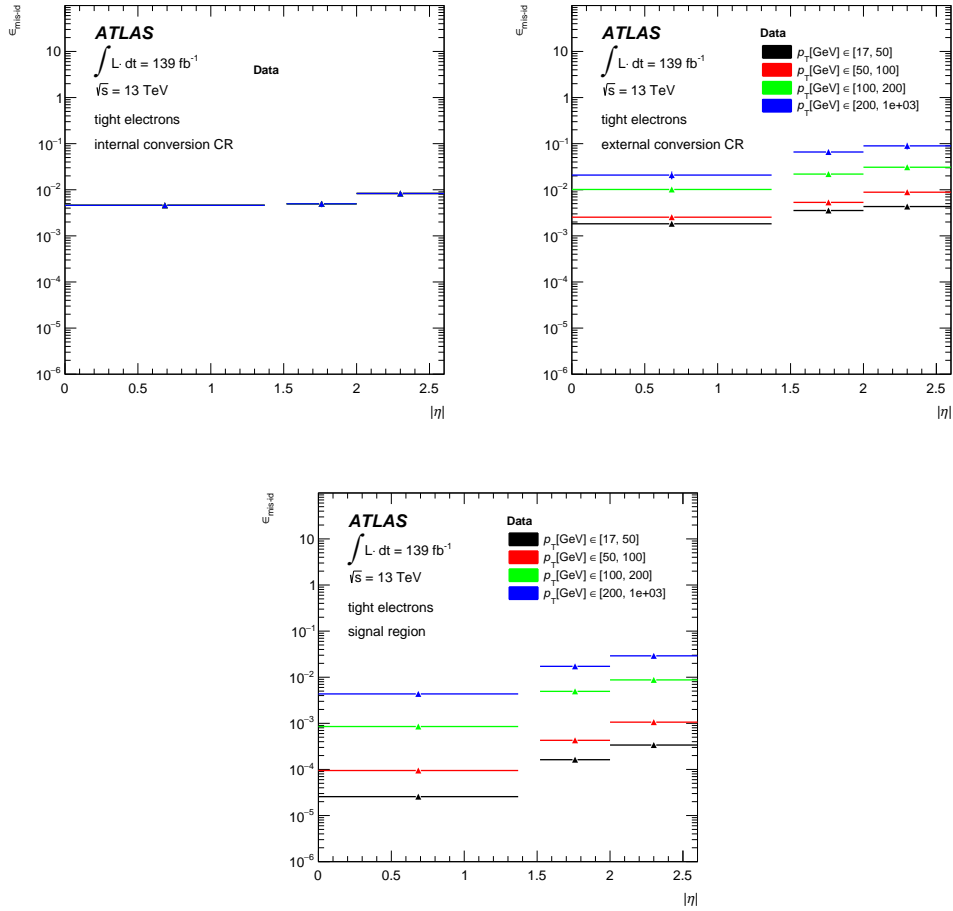 ∈mis-id
ATLAS
∫ L· dt = 139 fb⁻¹
√s = 13 TeV
tight electrons
internal conversion CR
Data
10
1
10⁻¹
10⁻²
10⁻³
10⁻⁴
10⁻⁵
10⁻⁶
0 0.5 1 1.5 2 2.5
|η|
∈mis-id
ATLAS
∫ L· dt = 139 fb⁻¹
√s = 13 TeV
tight electrons
external conversion CR
Data
p_T[GeV] ∈ [17, 50]
p_T[GeV] ∈ [50, 100]
p_T[GeV] ∈ [100, 200]
p_T[GeV] ∈ [200, 1e+03]
10
1
10⁻¹
10⁻²
10⁻³
10⁻⁴
10⁻⁵
10⁻⁶
0 0.5 1 1.5 2 2.5
|η|
∈mis-id
ATLAS
∫ L· dt = 139 fb⁻¹
√s = 13 TeV
tight electrons
signal region
Data
p_T[GeV] ∈ [17, 50]
p_T[GeV] ∈ [50, 100]
p_T[GeV] ∈ [100, 200]
p_T[GeV] ∈ [200, 1e+03]
10
1
10⁻¹
10⁻²
10⁻³
10⁻⁴
10⁻⁵
10⁻⁶
0 0.5 1 1.5 2 2.5
|η|